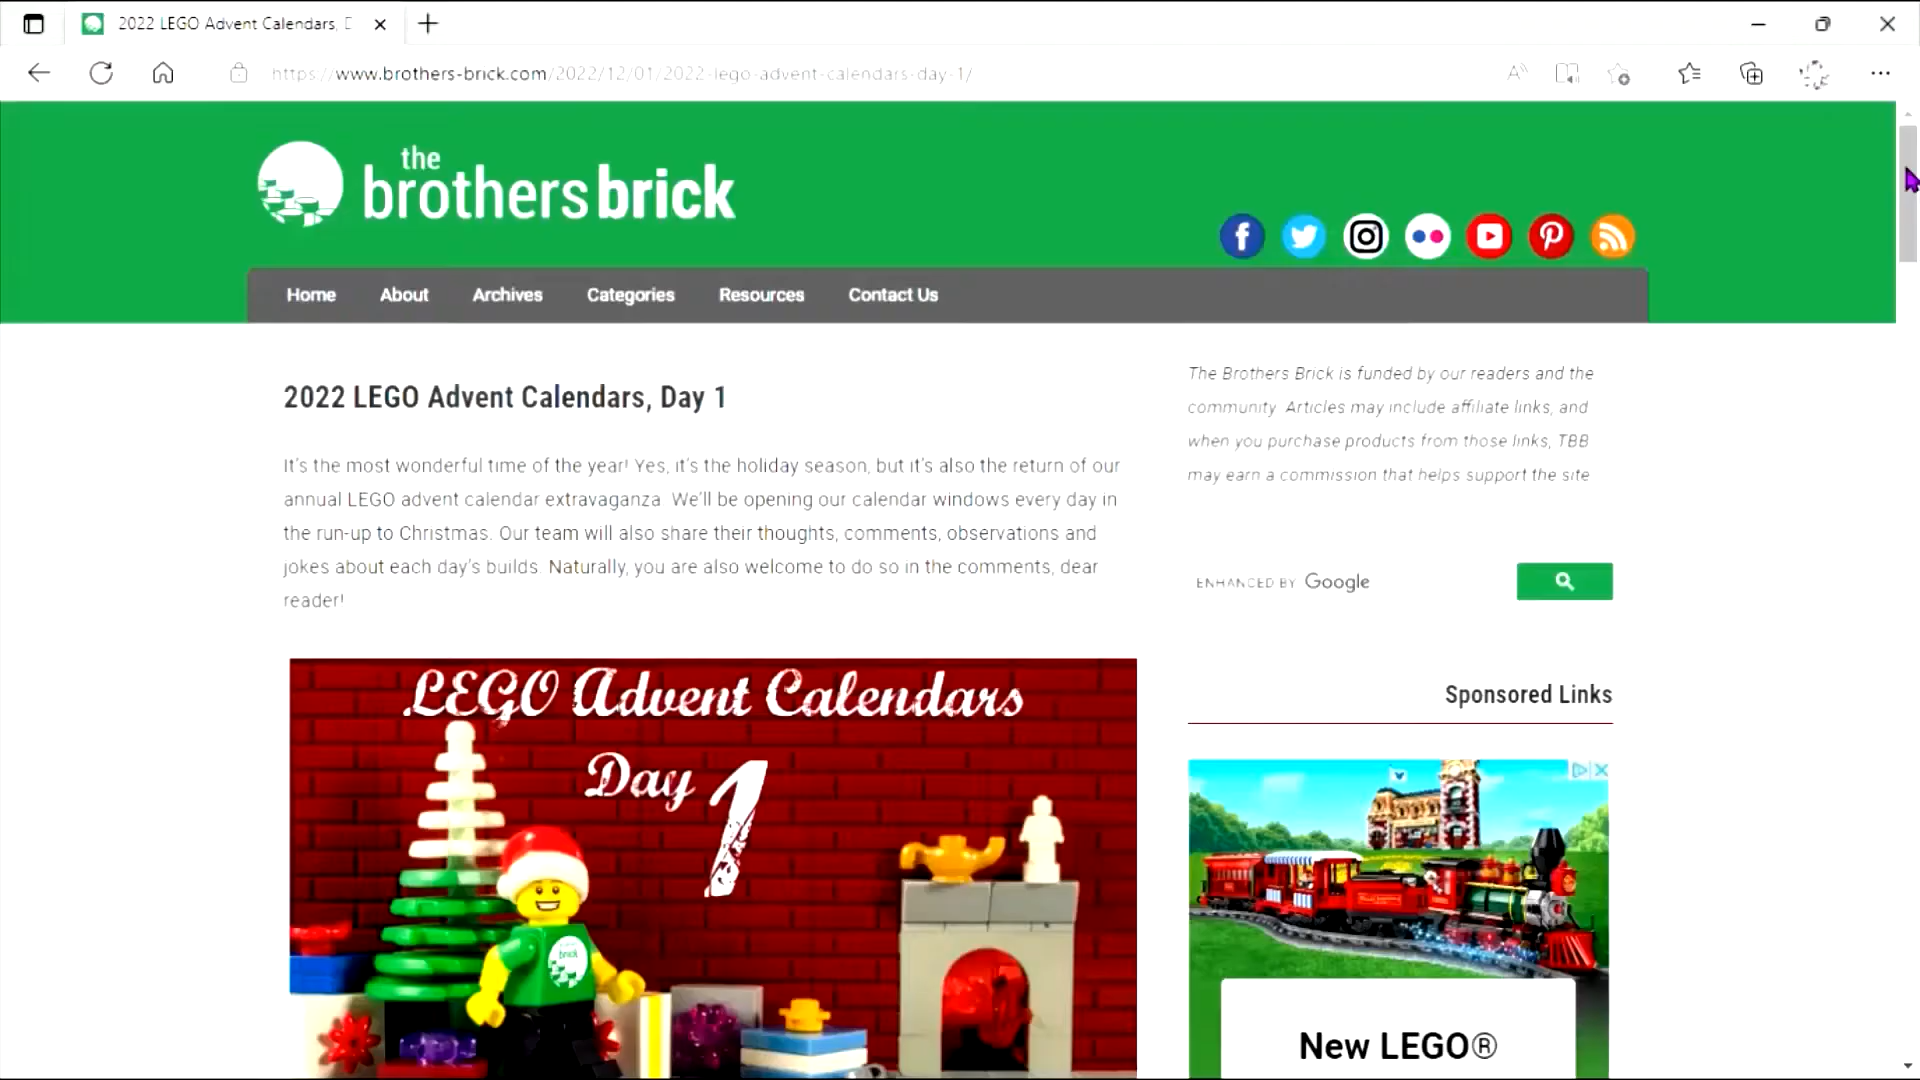 2022 LEGO Advent Calendars, D
https://www.brothers-brick.com/2022/12/01/2022-lego-advent-calendars-day-1/
the
brothers brick
Home About Archives Categories Resources Contact Us
2022 LEGO Advent Calendars, Day 1
It's the most wonderful time of the year! Yes, it's the holiday season, but it's also the return of our
annual LEGO advent calendar extravaganza. We'll be opening our calendar windows every day in
the run-up to Christmas. Our team will also share their thoughts, comments, observations and
jokes about each day's builds. Naturally, you are also welcome to do so in the comments, dear
reader!
LEGO Advent Calendars
Day 1
brick
The Brothers Brick is funded by our readers and the
community. Articles may include affiliate links, and
when you purchase products from those links, TBB
may earn a commission that helps support the site
ENHANCED BY Google
Sponsored Links
New LEGO®